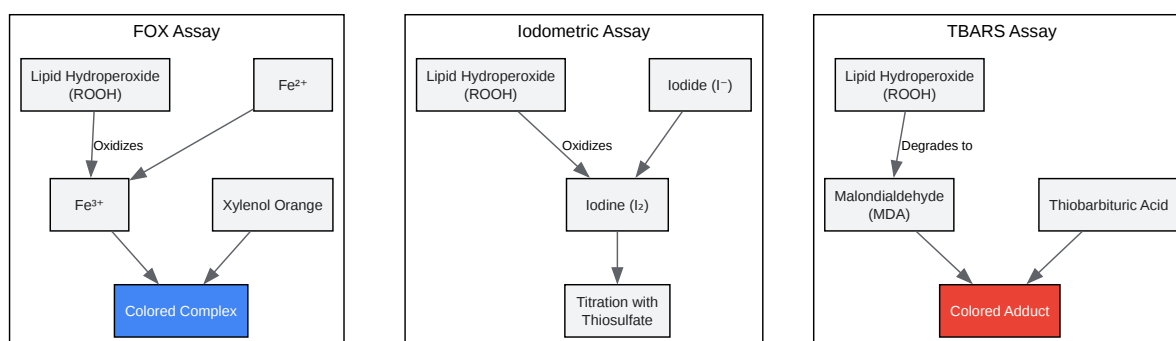 FOX Assay
Lipid Hydroperoxide
(ROOH)
Fe²⁺
Oxidizes
Fe³⁺
Xylenol Orange
Colored Complex
Iodometric Assay
Lipid Hydroperoxide
(ROOH)
Iodide (I⁻)
Oxidizes
Iodine (I₂)
Titration with
Thiosulfate
TBARS Assay
Lipid Hydroperoxide
(ROOH)
Degrades to
Malondialdehyde
(MDA)
Thiobarbituric Acid
Colored Adduct